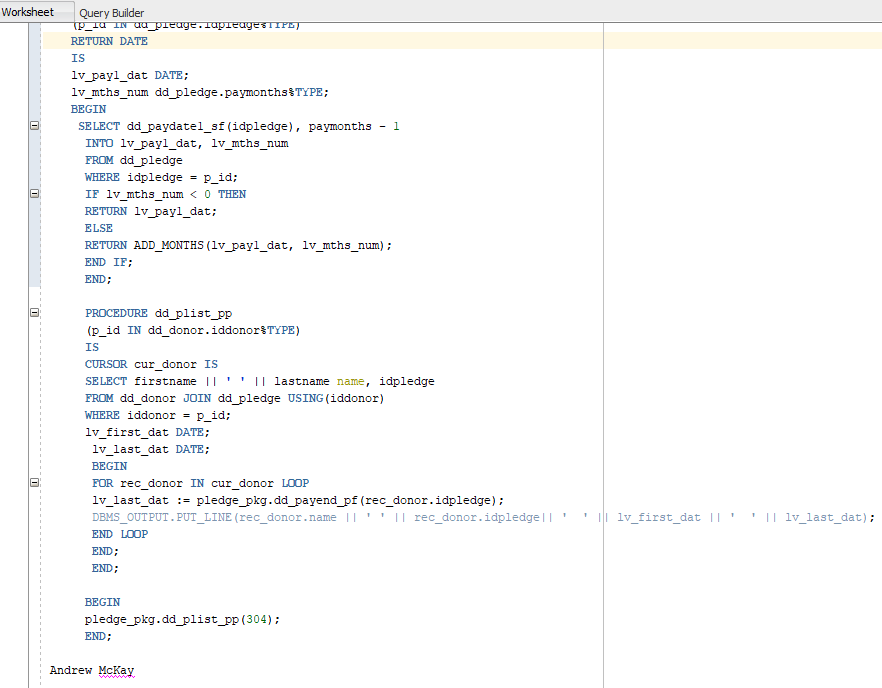 Worksheet Query Builder
(p_id IN dd_pledge.idpledge%TYPE)
RETURN DATE
IS
lv_pay1_dat DATE;
lv_mths_num dd_pledge.paymonths%TYPE;
BEGIN
SELECT dd_paydate1_sf(idpledge), paymonths - 1
INTO lv_pay1_dat, lv_mths_num
FROM dd_pledge
WHERE idpledge = p_id;
IF lv_mths_num < 0 THEN
RETURN lv_pay1_dat;
ELSE
RETURN ADD_MONTHS(lv_pay1_dat, lv_mths_num);
END IF;
END;
PROCEDURE dd_plist_pp
(p_id IN dd_donor.iddonor%TYPE)
IS
CURSOR cur_donor IS
SELECT firstname || ' ' || lastname name, idpledge
FROM dd_donor JOIN dd_pledge USING(iddonor)
WHERE iddonor = p_id;
lv_first_dat DATE;
lv_last_dat DATE;
BEGIN
FOR rec_donor IN cur_donor LOOP
lv_last_dat := pledge_pkg.dd_payend_pf(rec_donor.idpledge);
DBMS_OUTPUT.PUT_LINE(rec_donor.name || ' ' || rec_donor.idpledge|| '  ' || lv_first_dat || '  ' || lv_last_dat);
END LOOP
END;
END;
BEGIN
pledge_pkg.dd_plist_pp(304);
END;
Andrew McKay